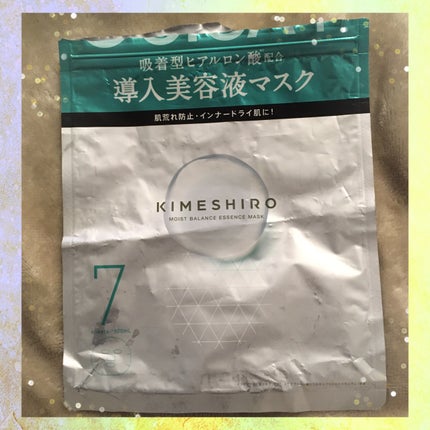 吸着型ヒアルロン酸配合
導入美容液マスク
肌荒れ防止・インナードライ肌に!
KIMESHIRO
MOIST BALANCE ESSENCE MASK
7